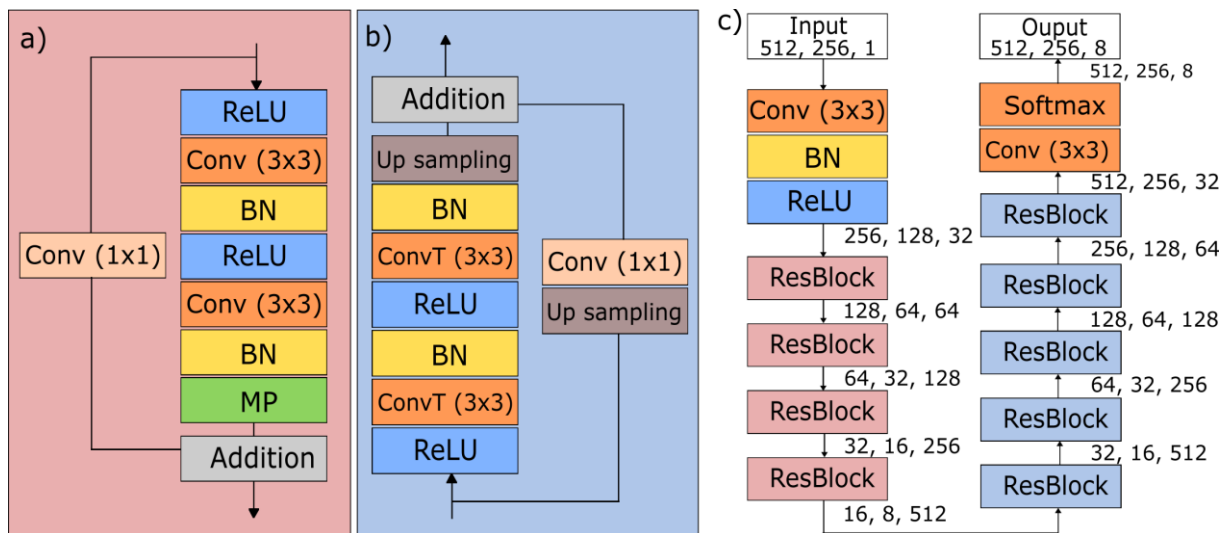 a)
ReLU
Conv (3x3)
BN
ReLU
Conv (1x1)
Conv (3x3)
BN
MP
Addition
b)
Addition
Up sampling
BN
ConvT (3x3)
Conv (1x1)
ReLU
Up sampling
BN
ConvT (3x3)
ReLU
c)
Input
512, 256, 1
Conv (3x3)
BN
ReLU
256, 128, 32
ResBlock
128, 64, 64
ResBlock
64, 32, 128
ResBlock
32, 16, 256
ResBlock
16, 8, 512
Ouput
512, 256, 8
512, 256, 8
Softmax
Conv (3x3)
512, 256, 32
ResBlock
256, 128, 64
ResBlock
128, 64, 128
ResBlock
64, 32, 256
ResBlock
32, 16, 512
ResBlock